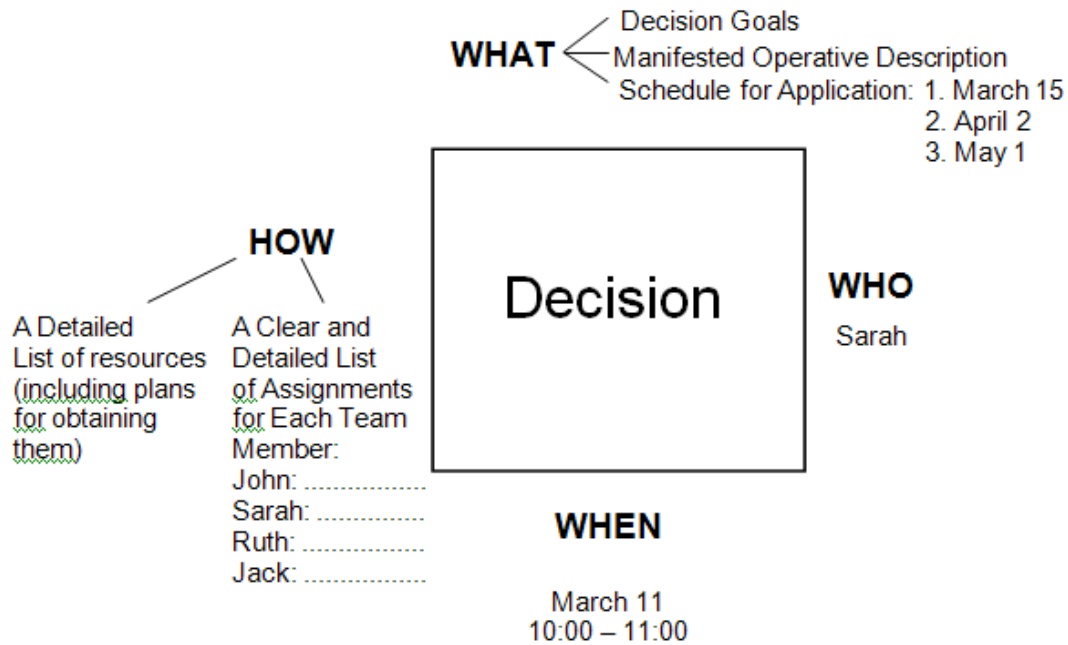 WHAT
Decision Goals
Manifested Operative Description
Schedule for Application: 1. March 15
2. April 2
3. May 1
HOW
A Detailed
List of resources
(including plans
for obtaining
them)
A Clear and
Detailed List
of Assignments
for Each Team
Member:
John: .................
Sarah: ...............
Ruth: .................
Jack: .................
Decision
WHO
Sarah
WHEN
March 11
10:00 – 11:00